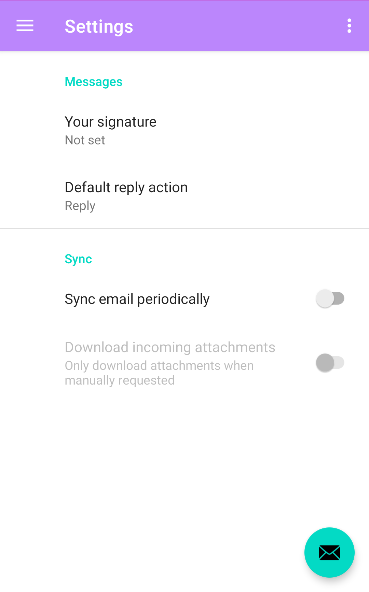 Settings
Messages
Your signature
Not set
Default reply action
Reply
Sync
Sync email periodically
Download incoming attachments
Only download attachments when
manually requested